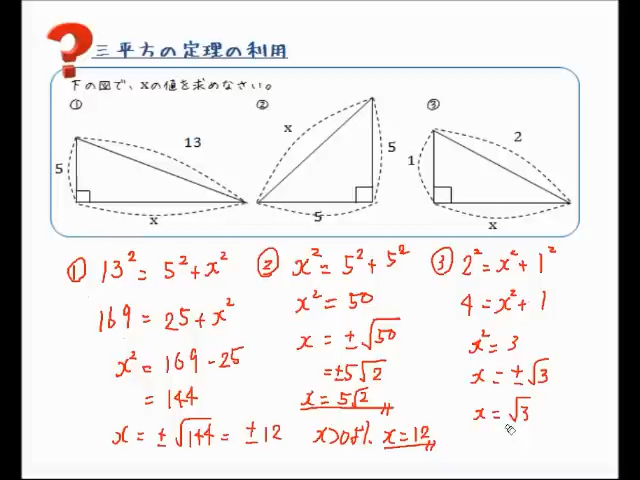 三平方の定理の利用
下の図で、xの値を求めなさい。
① ② ③
5 13 x
x 5 5
1 2 x
① 13² = 5² + x²
169 = 25 + x²
x² = 169 - 25
= 144
x = ±√144 = ±12
x>0より x = 12
② x² = 5² + 5²
x² = 50
x = ±√50
= ±5√2
x = 5√2
③ 2² = x² + 1²
4 = x² + 1
x² = 3
x = ±√3
x = √3